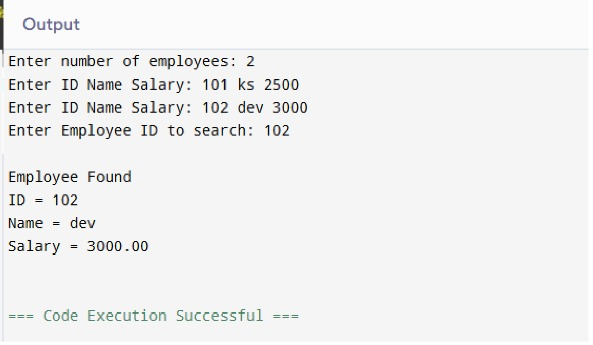 Output
Enter number of employees: 2
Enter ID Name Salary: 101 ks 2500
Enter ID Name Salary: 102 dev 3000
Enter Employee ID to search: 102
Employee Found
ID = 102
Name = dev
Salary = 3000.00
=== Code Execution Successful ===